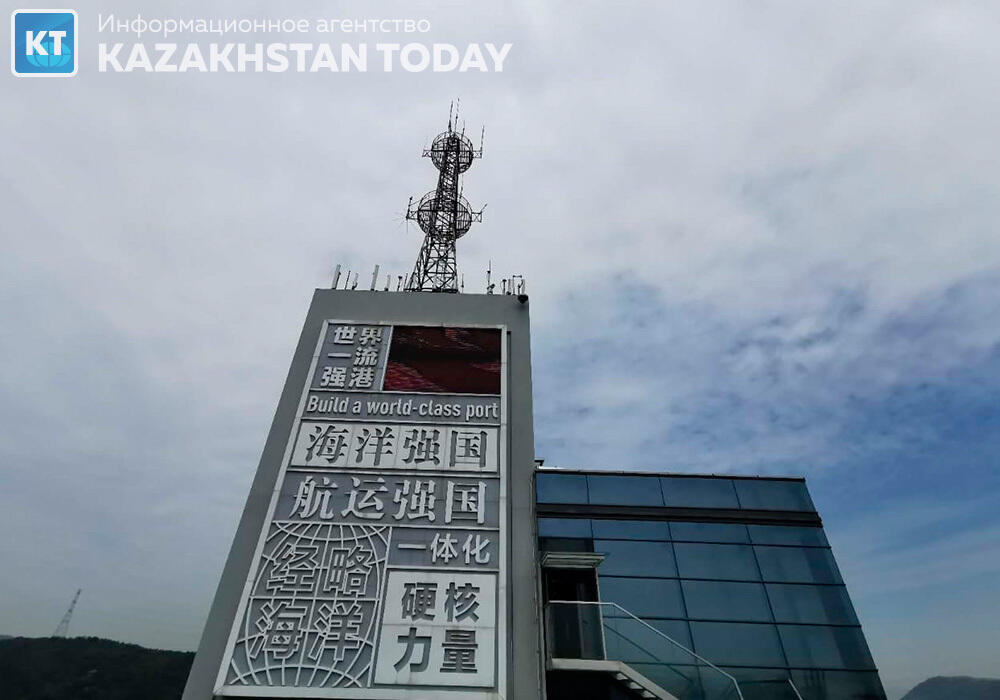 KT
Информационное агентство
KAZAKHSTAN TODAY
世界
一流
强港
Build a world-class port
海洋强国
航运强国
一体化
经略
海洋
硬核
力量